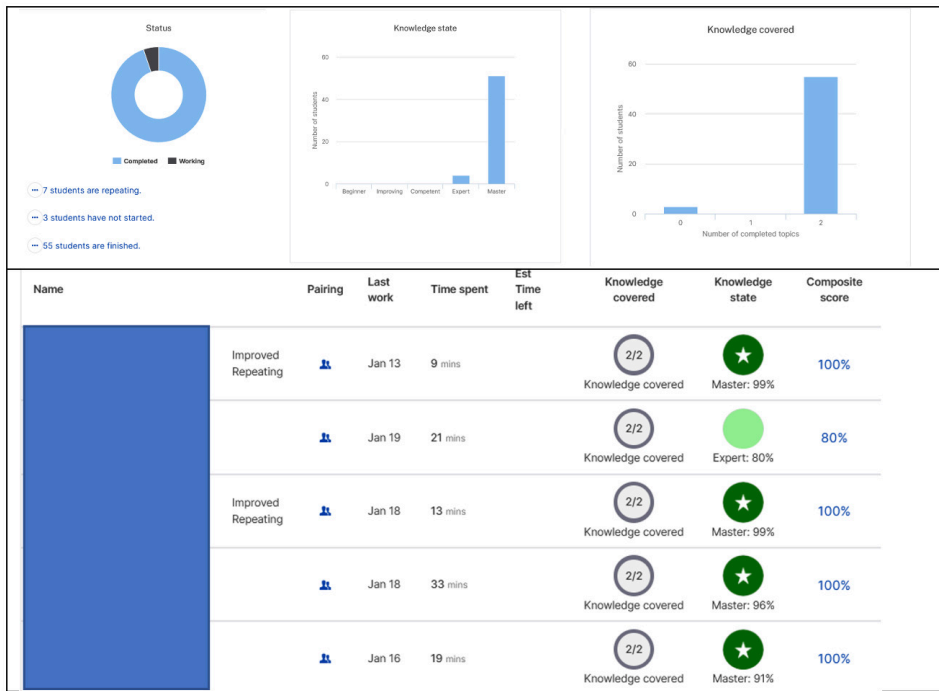 Status
Completed
Working
7 students are repeating.
3 students have not started.
55 students are finished.
Knowledge state
Number of students
60
40
20
0
Beginner
Improving
Competent
Expert
Master
Knowledge covered
Number of students
60
40
20
0
0
1
2
Number of completed topics
Name
Pairing
Last
work
Time spent
Est
Time
left
Knowledge
covered
Knowledge
state
Composite
score
Improved
Repeating
Jan 13
9 mins
2/2
Knowledge covered
Master: 99%
100%
Jan 19
21 mins
2/2
Knowledge covered
Expert: 80%
80%
Improved
Repeating
Jan 18
13 mins
2/2
Knowledge covered
Master: 99%
100%
Jan 18
33 mins
2/2
Knowledge covered
Master: 96%
100%
Jan 16
19 mins
2/2
Knowledge covered
Master: 91%
100%